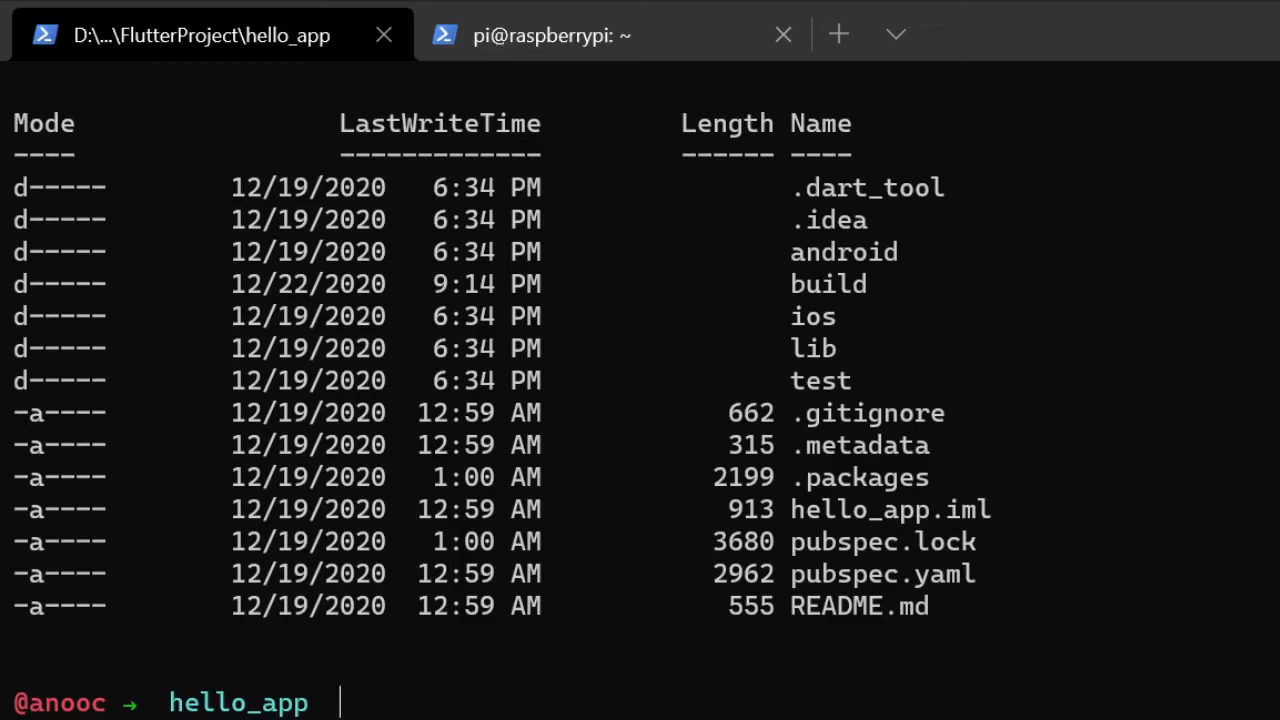 D:\...\FlutterProject\hello_app pi@raspberrypi: ~
Mode LastWriteTime Length Name
---- ------------- ------ ----
d----- 12/19/2020 6:34 PM .dart_tool
d----- 12/19/2020 6:34 PM .idea
d----- 12/19/2020 6:34 PM android
d----- 12/22/2020 9:14 PM build
d----- 12/19/2020 6:34 PM ios
d----- 12/19/2020 6:34 PM lib
d----- 12/19/2020 6:34 PM test
-a---- 12/19/2020 12:59 AM 662 .gitignore
-a---- 12/19/2020 12:59 AM 315 .metadata
-a---- 12/19/2020 1:00 AM 2199 .packages
-a---- 12/19/2020 12:59 AM 913 hello_app.iml
-a---- 12/19/2020 1:00 AM 3680 pubspec.lock
-a---- 12/19/2020 12:59 AM 2962 pubspec.yaml
-a---- 12/19/2020 12:59 AM 555 README.md
@anooc → hello_app